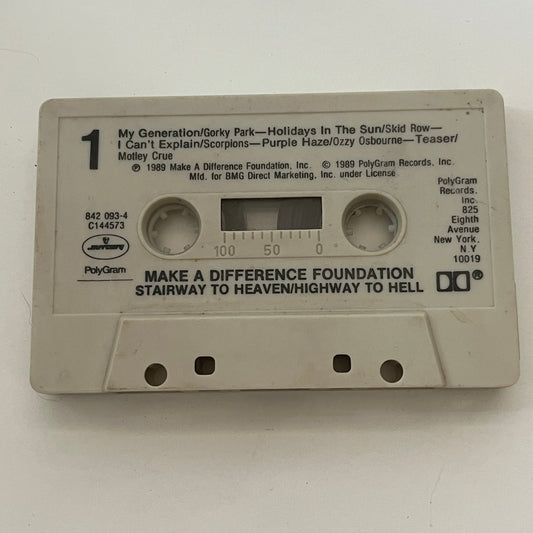 1
My Generation/Gorky Park—Holidays In The Sun/Skid Row—
I Can't Explain/Scorpions—Purple Haze/Ozzy Osbourne—Teaser/
Motley Crue
℗ 1989 Make A Difference Foundation, Inc. © 1989 PolyGram Records, Inc.
Mfd. for BMG Direct Marketing, Inc. under License
842 093-4
C144573
mercury
PolyGram
PolyGram
Records,
Inc.
825
Eighth
Avenue
New York,
N.Y
10019
100 50 0
MAKE A DIFFERENCE FOUNDATION
STAIRWAY TO HEAVEN/HIGHWAY TO HELL
®